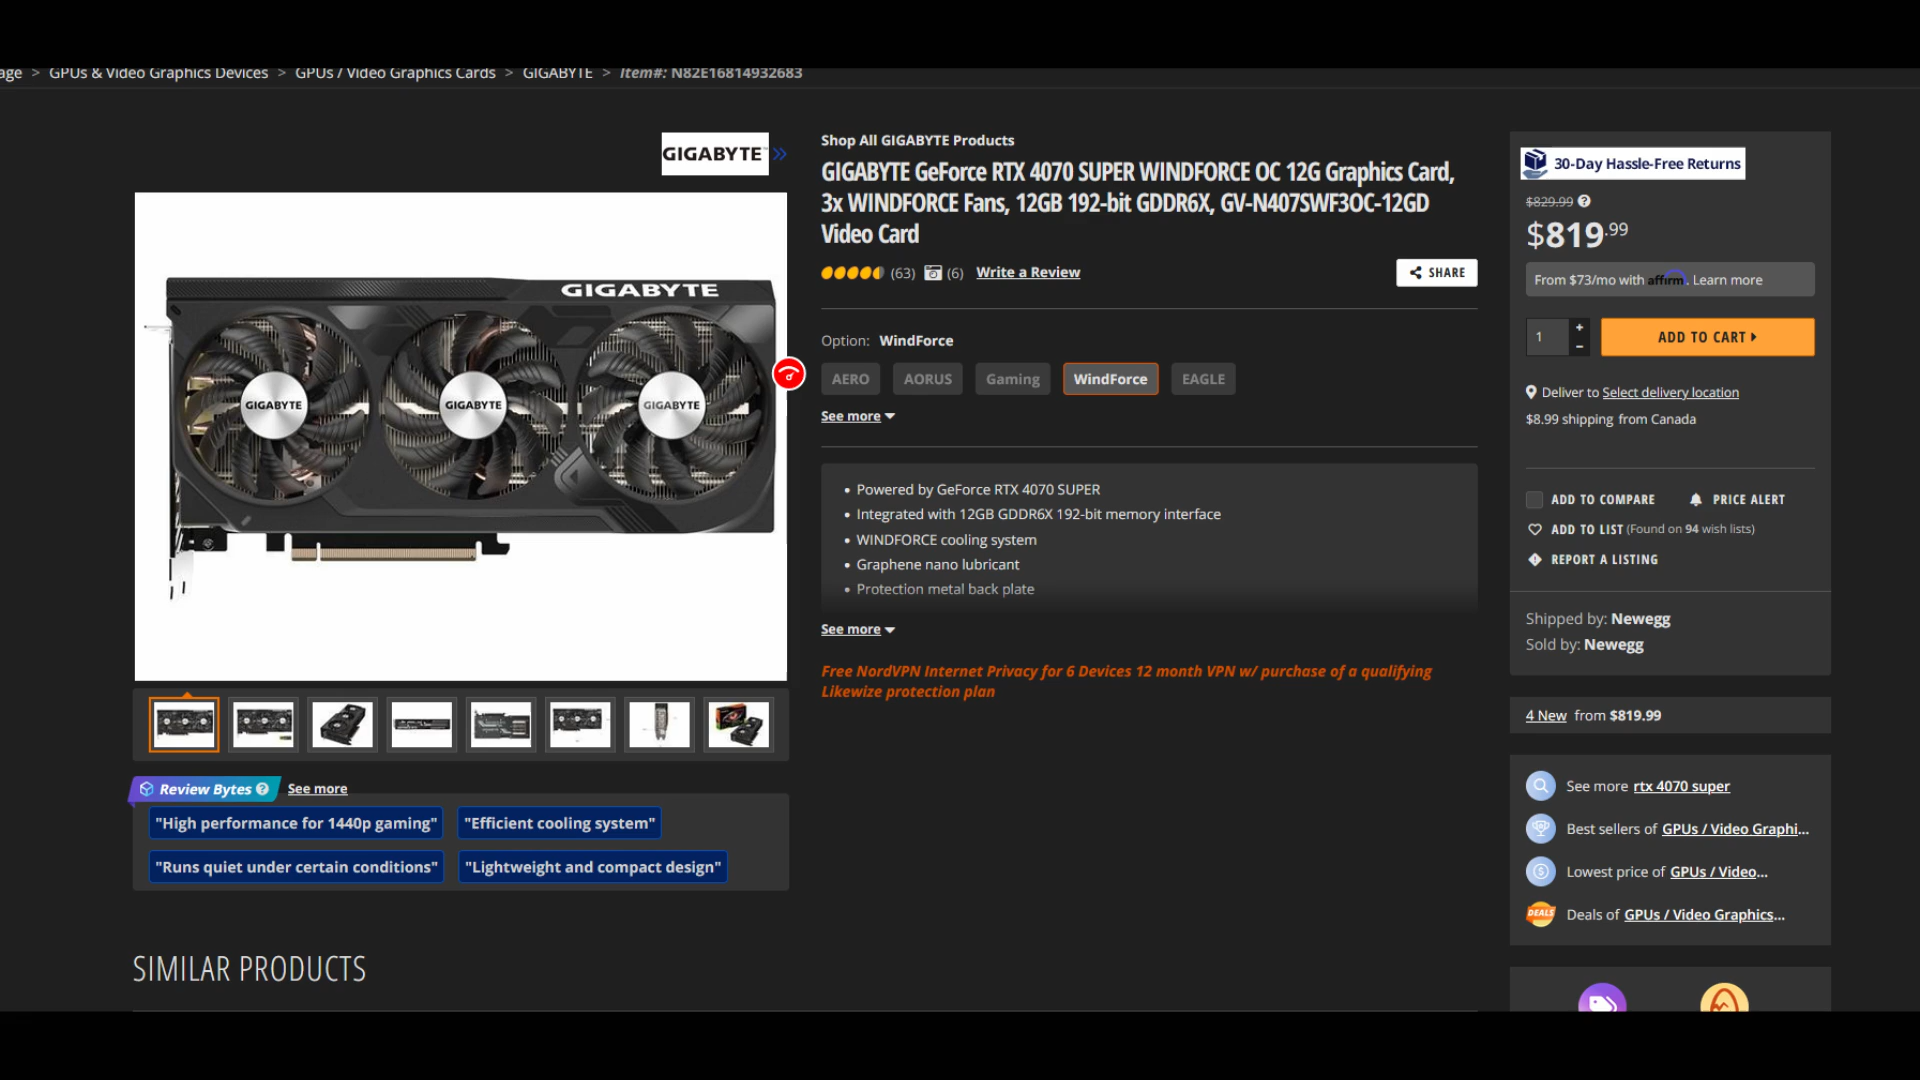 age > GPUs & Video Graphics Devices > GPUs / Video Graphics Cards > GIGABYTE > Item#: N82E16814932683
GIGABYTE™ »
GIGABYTE
GIGABYTE GIGABYTE GIGABYTE
Review Bytes ? See more
"High performance for 1440p gaming" "Efficient cooling system"
"Runs quiet under certain conditions" "Lightweight and compact design"
SIMILAR PRODUCTS
Shop All GIGABYTE Products
GIGABYTE GeForce RTX 4070 SUPER WINDFORCE OC 12G Graphics Card,
3x WINDFORCE Fans, 12GB 192-bit GDDR6X, GV-N407SWF3OC-12GD
Video Card
(63) (6) Write a Review
SHARE
Option: WindForce
AERO AORUS Gaming WindForce EAGLE
See more
• Powered by GeForce RTX 4070 SUPER
• Integrated with 12GB GDDR6X 192-bit memory interface
• WINDFORCE cooling system
• Graphene nano lubricant
• Protection metal back plate
See more
Free NordVPN Internet Privacy for 6 Devices 12 month VPN w/ purchase of a qualifying
Likewize protection plan
30-Day Hassle-Free Returns
$829.99 ?
$819.99
From $73/mo with affirm. Learn more
1 + - ADD TO CART
Deliver to Select delivery location
$8.99 shipping from Canada
ADD TO COMPARE PRICE ALERT
ADD TO LIST (Found on 94 wish lists)
REPORT A LISTING
Shipped by: Newegg
Sold by: Newegg
4 New from $819.99
See more rtx 4070 super
Best sellers of GPUs / Video Graphi...
Lowest price of GPUs / Video...
DEALS Deals of GPUs / Video Graphics...